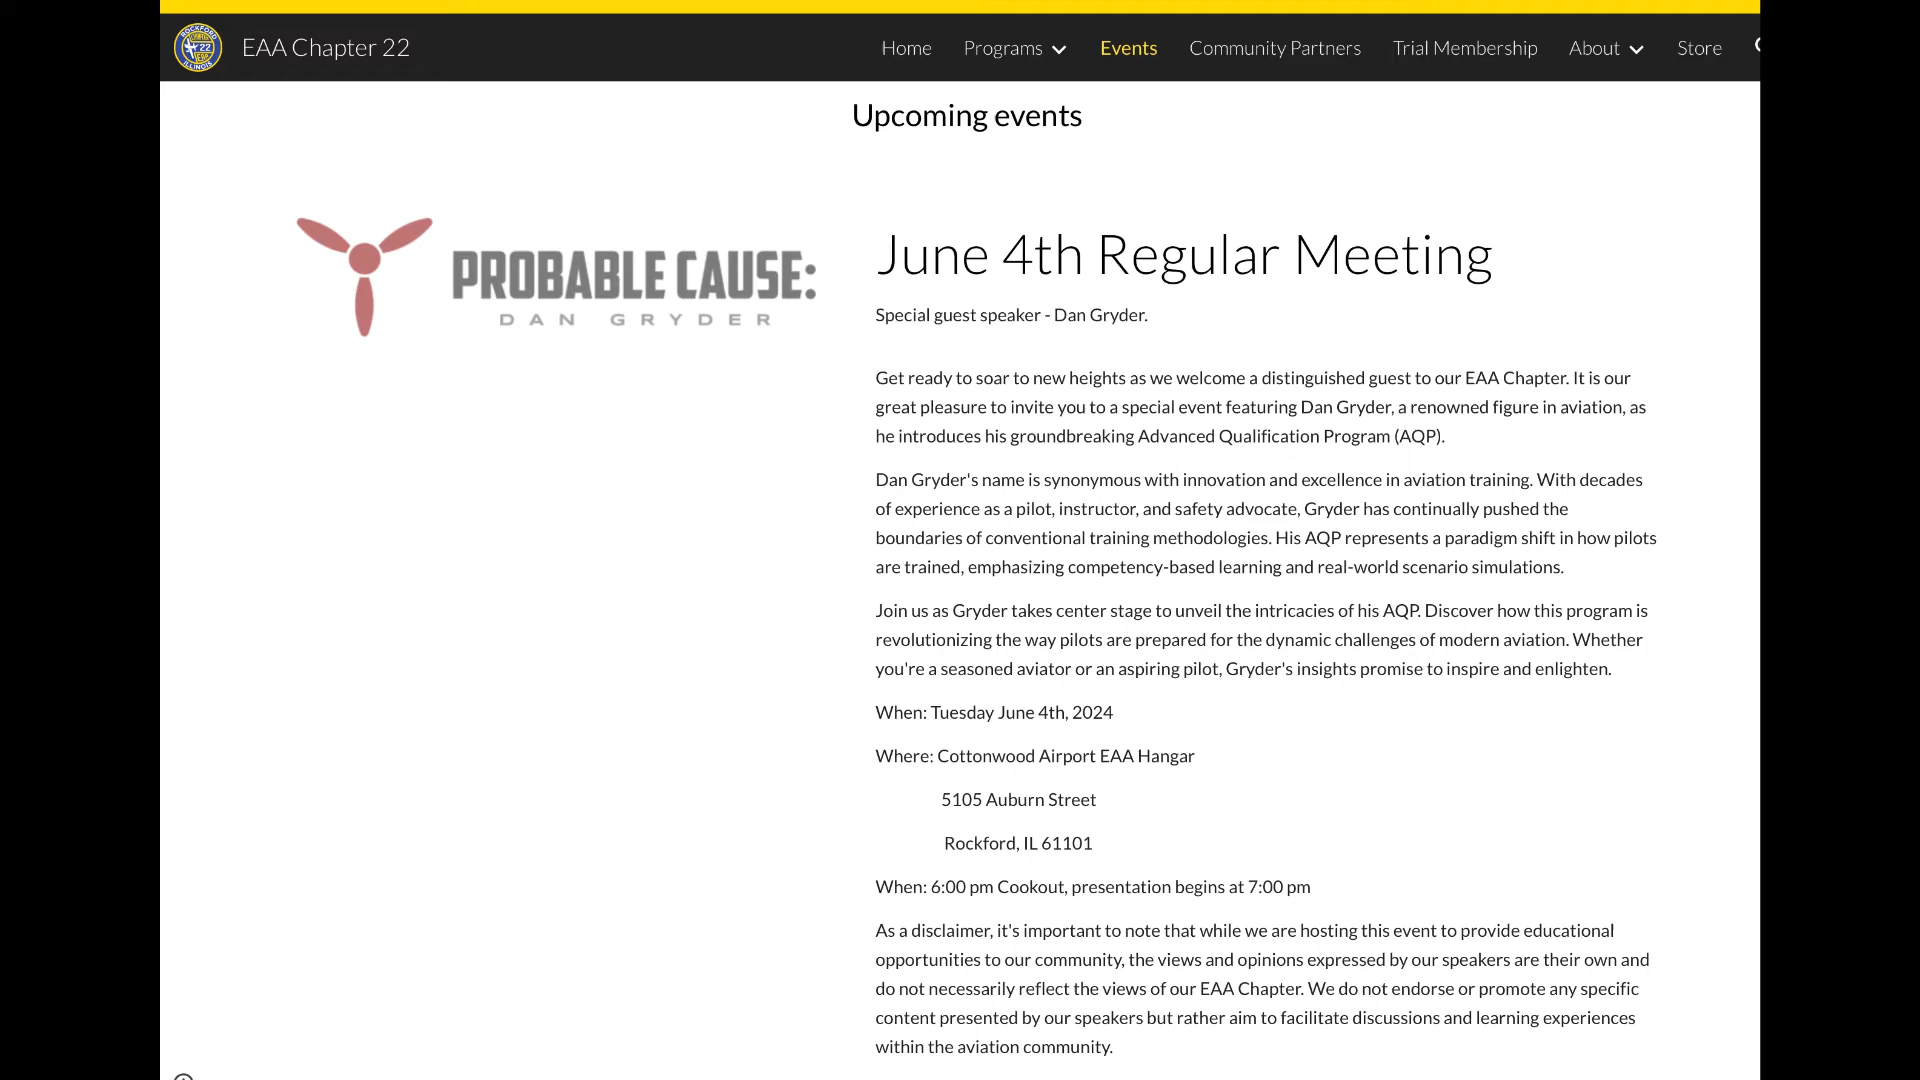 EAA Chapter 22
Home Programs Events Community Partners Trial Membership About Store
Upcoming events
PROBABLE CAUSE:
DAN GRYDER
June 4th Regular Meeting
Special guest speaker - Dan Gryder.
Get ready to soar to new heights as we welcome a distinguished guest to our EAA Chapter. It is our
great pleasure to invite you to a special event featuring Dan Gryder, a renowned figure in aviation, as
he introduces his groundbreaking Advanced Qualification Program (AQP).
Dan Gryder's name is synonymous with innovation and excellence in aviation training. With decades
of experience as a pilot, instructor, and safety advocate, Gryder has continually pushed the
boundaries of conventional training methodologies. His AQP represents a paradigm shift in how pilots
are trained, emphasizing competency-based learning and real-world scenario simulations.
Join us as Gryder takes center stage to unveil the intricacies of his AQP. Discover how this program is
revolutionizing the way pilots are prepared for the dynamic challenges of modern aviation. Whether
you're a seasoned aviator or an aspiring pilot, Gryder's insights promise to inspire and enlighten.
When: Tuesday June 4th, 2024
Where: Cottonwood Airport EAA Hangar
5105 Auburn Street
Rockford, IL 61101
When: 6:00 pm Cookout, presentation begins at 7:00 pm
As a disclaimer, it's important to note that while we are hosting this event to provide educational
opportunities to our community, the views and opinions expressed by our speakers are their own and
do not necessarily reflect the views of our EAA Chapter. We do not endorse or promote any specific
content presented by our speakers but rather aim to facilitate discussions and learning experiences
within the aviation community.